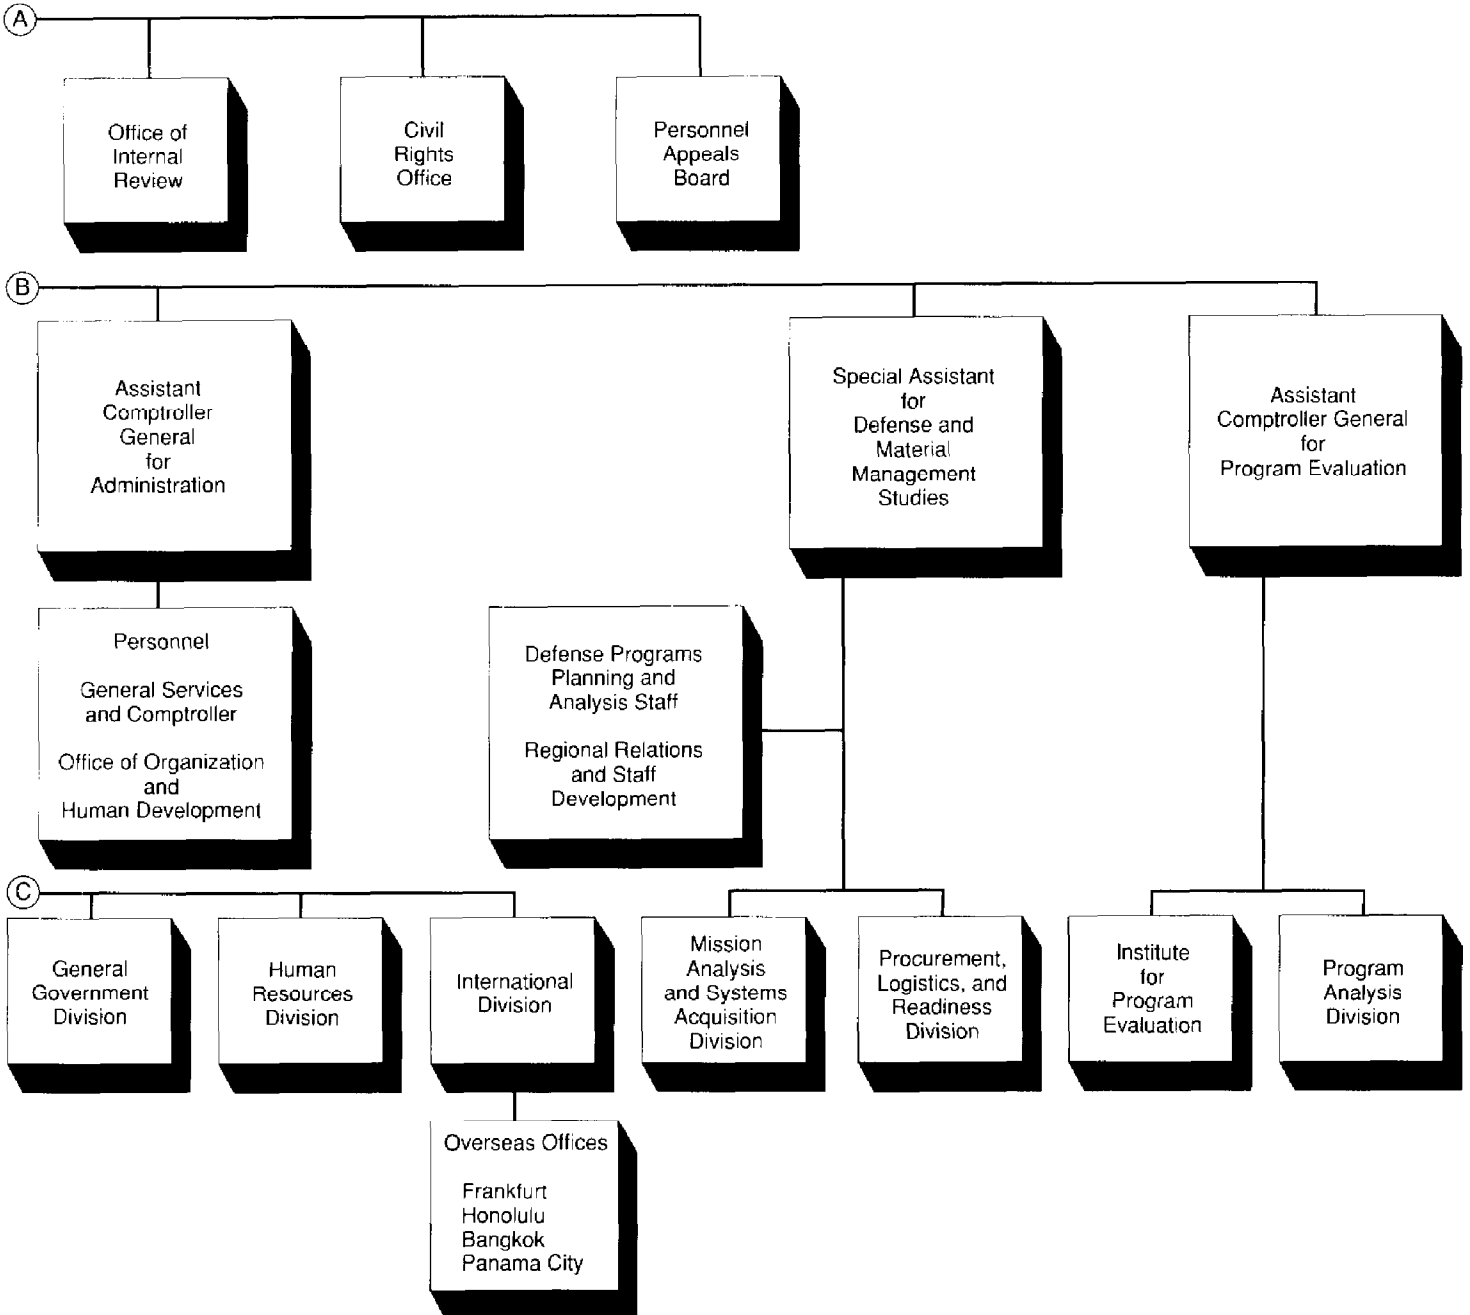 A
Office of
Internal
Review
Civil
Rights
Office
Personnel
Appeals
Board
B
Assistant
Comptroller
General
for
Administration
Special Assistant
for
Defense and
Material
Management
Studies
Assistant
Comptroller General
for
Program Evaluation
Personnel
General Services
and Comptroller
Office of Organization
and
Human Development
Defense Programs
Planning and
Analysis Staff
Regional Relations
and Staff
Development
C
General
Government
Division
Human
Resources
Division
International
Division
Mission
Analysis
and Systems
Acquisition
Division
Procurement,
Logistics, and
Readiness
Division
Institute
for
Program
Evaluation
Program
Analysis
Division
Overseas Offices
Frankfurt
Honolulu
Bangkok
Panama City